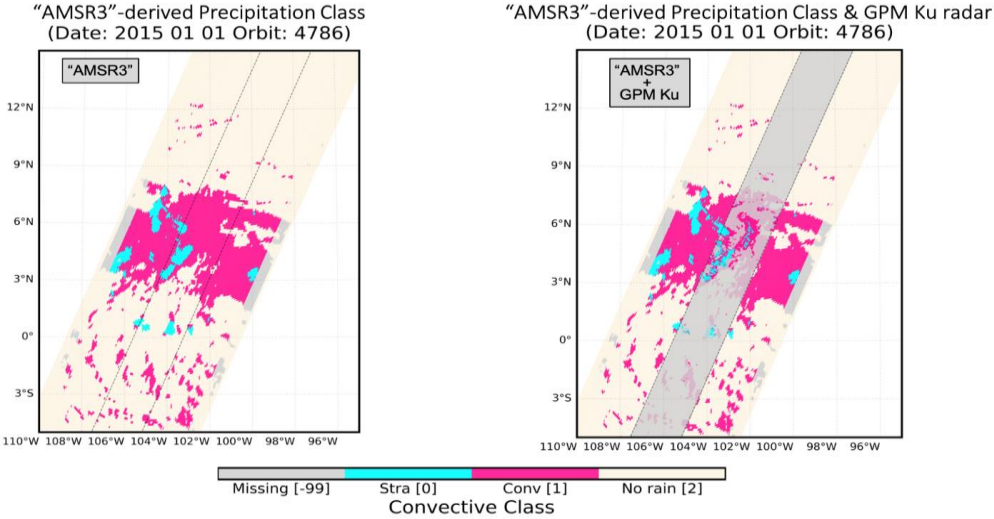 “AMSR3”-derived Precipitation Class
(Date: 2015 01 01 Orbit: 4786)
“AMSR3”
12°N
9°N
6°N
3°N
0°
3°S
110°W 108°W 106°W 104°W 102°W 100°W 98°W 96°W
“AMSR3”-derived Precipitation Class & GPM Ku radar
(Date: 2015 01 01 Orbit: 4786)
“AMSR3”
+
GPM Ku
12°N
9°N
6°N
3°N
0°
3°S
110°W 108°W 106°W 104°W 102°W 100°W 98°W 96°W
Missing [-99] Stra [0] Conv [1] No rain [2]
Convective Class